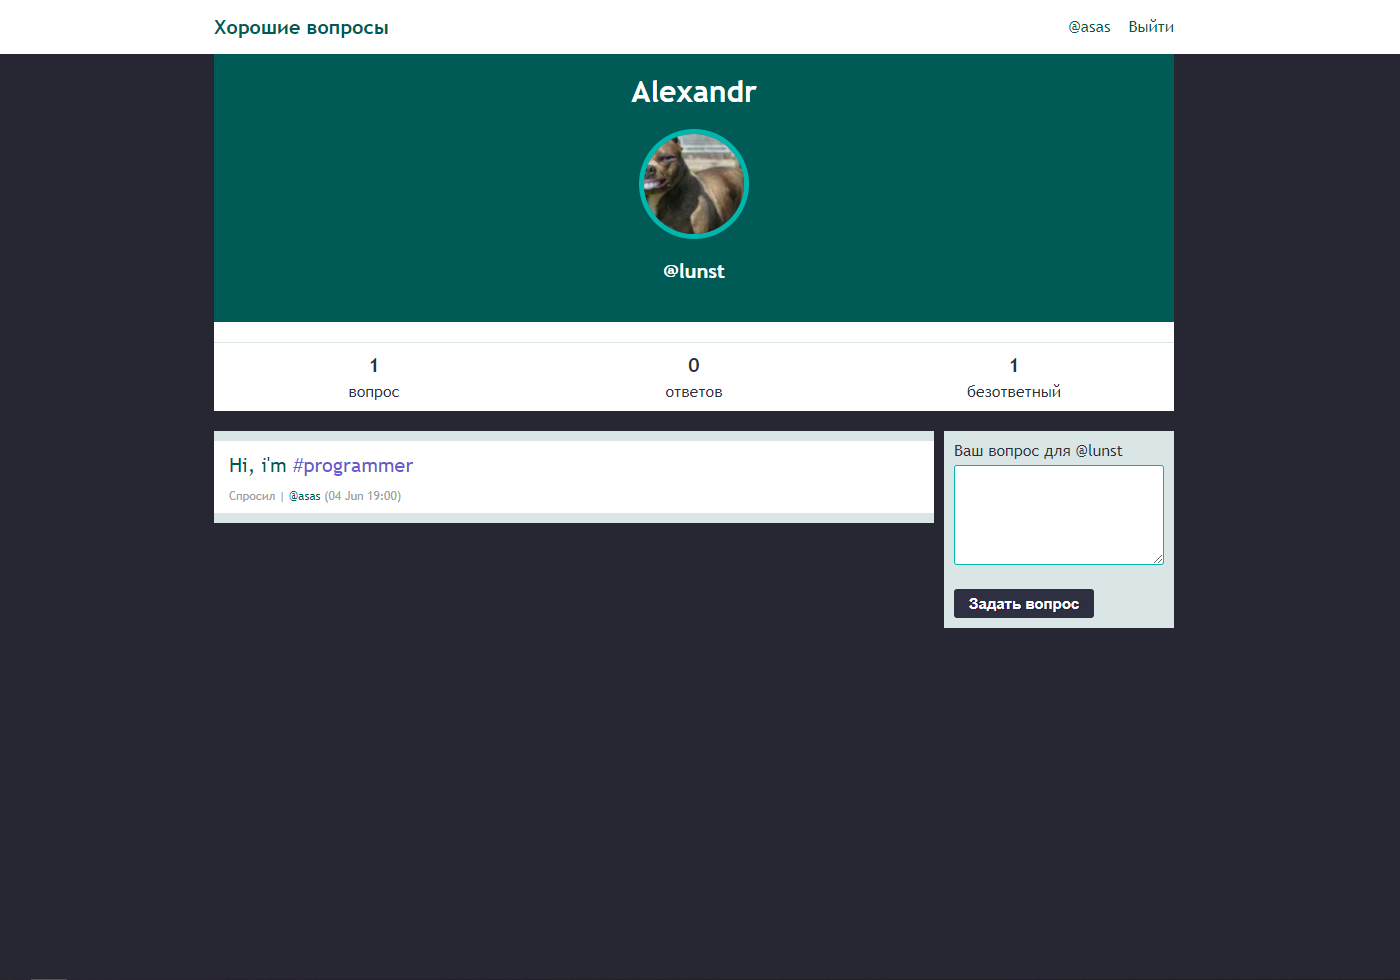 Хорошие вопросы
@asas Выйти
Alexandr
@lunst
1 0 1
вопрос ответов безответный
Hi, i'm #programmer
Спросил | @asas (04 Jun 19:00)
Ваш вопрос для @lunst
Задать вопрос